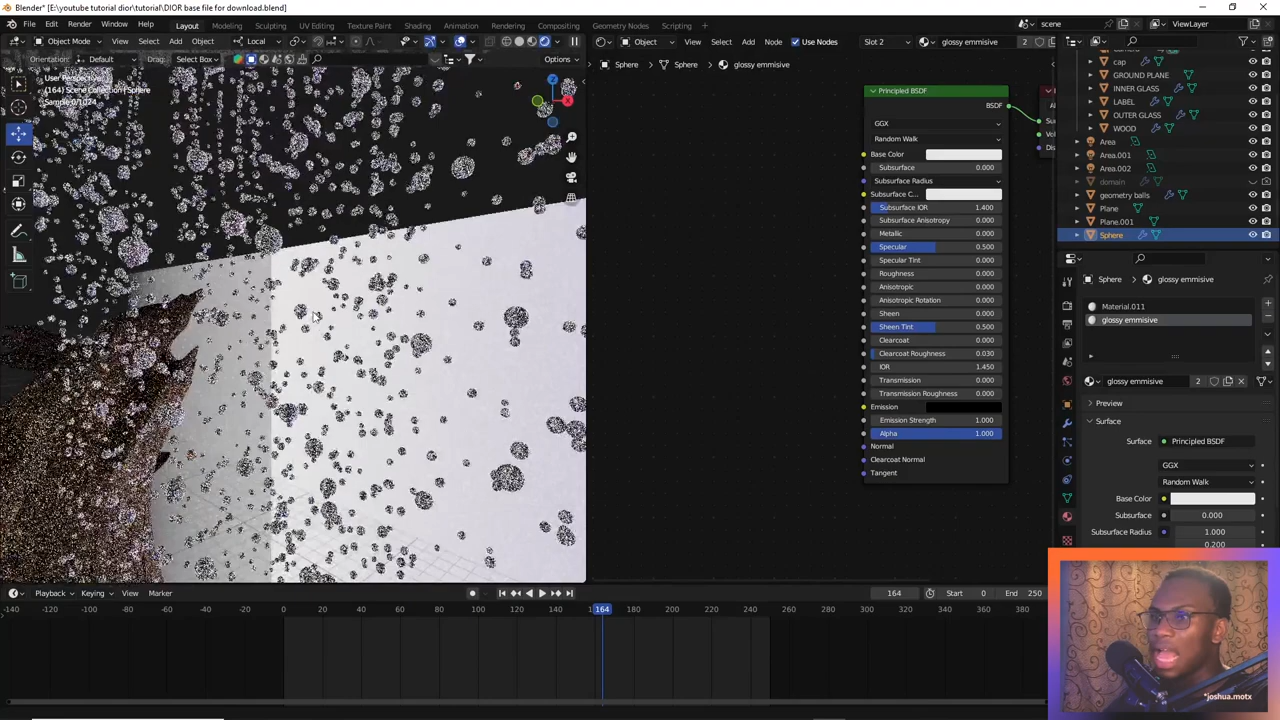 Blender* [E:\youtube tutorial dior\tutorial\DIOR base file for download.blend]
File Edit Render Window Help Layout Modeling Sculpting UV Editing Texture Paint Shading Animation Rendering Compositing Geometry Nodes Scripting scene ViewLayer
Object Mode View Select Add Object Local Object View Select Add Node Use Nodes Slot 2 glossy emmisive 2
Orientation: Default Drag: Select Box Options
Sphere Sphere glossy emmisive
User Perspective
(164) Scene Collection | Sphere
Sample 0/1024
cap
GROUND PLANE
INNER GLASS
LABEL
OUTER GLASS
WOOD
Area
Area.001
Area.002
domain
geometry balls
Plane
Plane.001
Sphere
Principled BSDF
BSDF
GGX
Random Walk
Base Color
Subsurface 0.000
Subsurface Radius
Subsurface C...
Subsurface IOR 1.400
Subsurface Anisotropy 0.000
Metallic 0.000
Specular 0.500
Specular Tint 0.000
Roughness 0.000
Anisotropic 0.000
Anisotropic Rotation 0.000
Sheen 0.000
Sheen Tint 0.500
Clearcoat 0.000
Clearcoat Roughness 0.030
IOR 1.450
Transmission 0.000
Transmission Roughness 0.000
Emission
Emission Strength 1.000
Alpha 1.000
Normal
Clearcoat Normal
Tangent
Sphere glossy emmisive
Material.011
glossy emmisive
glossy emmisive 2
Preview
Surface
Surface Principled BSDF
GGX
Random Walk
Base Color
Subsurface 0.000
Subsurface Radius 1.000
0.200
Playback Keying View Marker 164 Start 0 End 250
-140 -120 -100 -80 -60 -40 -20 0 20 40 60 80 100 120 140 164 180 200 220 240 260 280 300 320 340 360 380
*joshua.motx